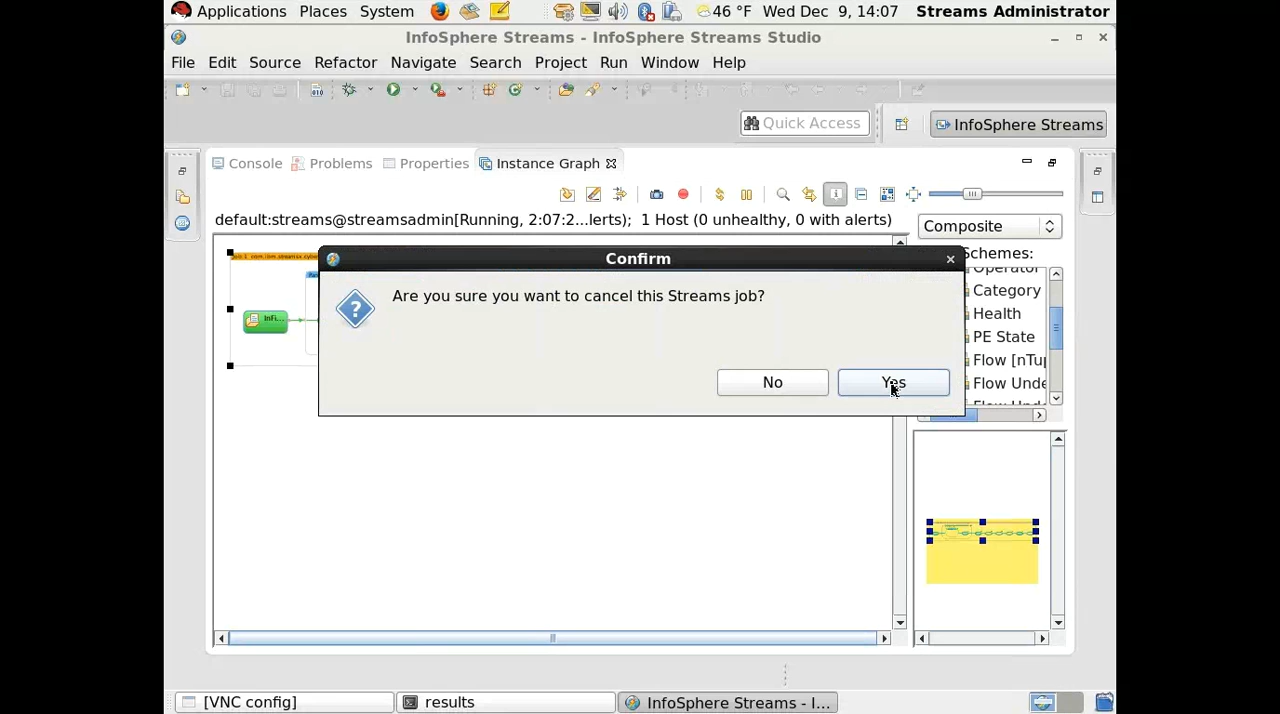 Applications Places System 46 °F Wed Dec 9, 14:07 Streams Administrator
InfoSphere Streams - InfoSphere Streams Studio
File Edit Source Refactor Navigate Search Project Run Window Help
Quick Access InfoSphere Streams
Console Problems Properties Instance Graph
default:streams@streamsadmin[Running, 2:07:2...lerts); 1 Host (0 unhealthy, 0 with alerts)
Composite
Schemes:
Operator
Category
Health
PE State
Flow [nTup
Flow Unde
InFi...
Confirm
Are you sure you want to cancel this Streams job?
No Yes
[VNC config] results InfoSphere Streams - I...